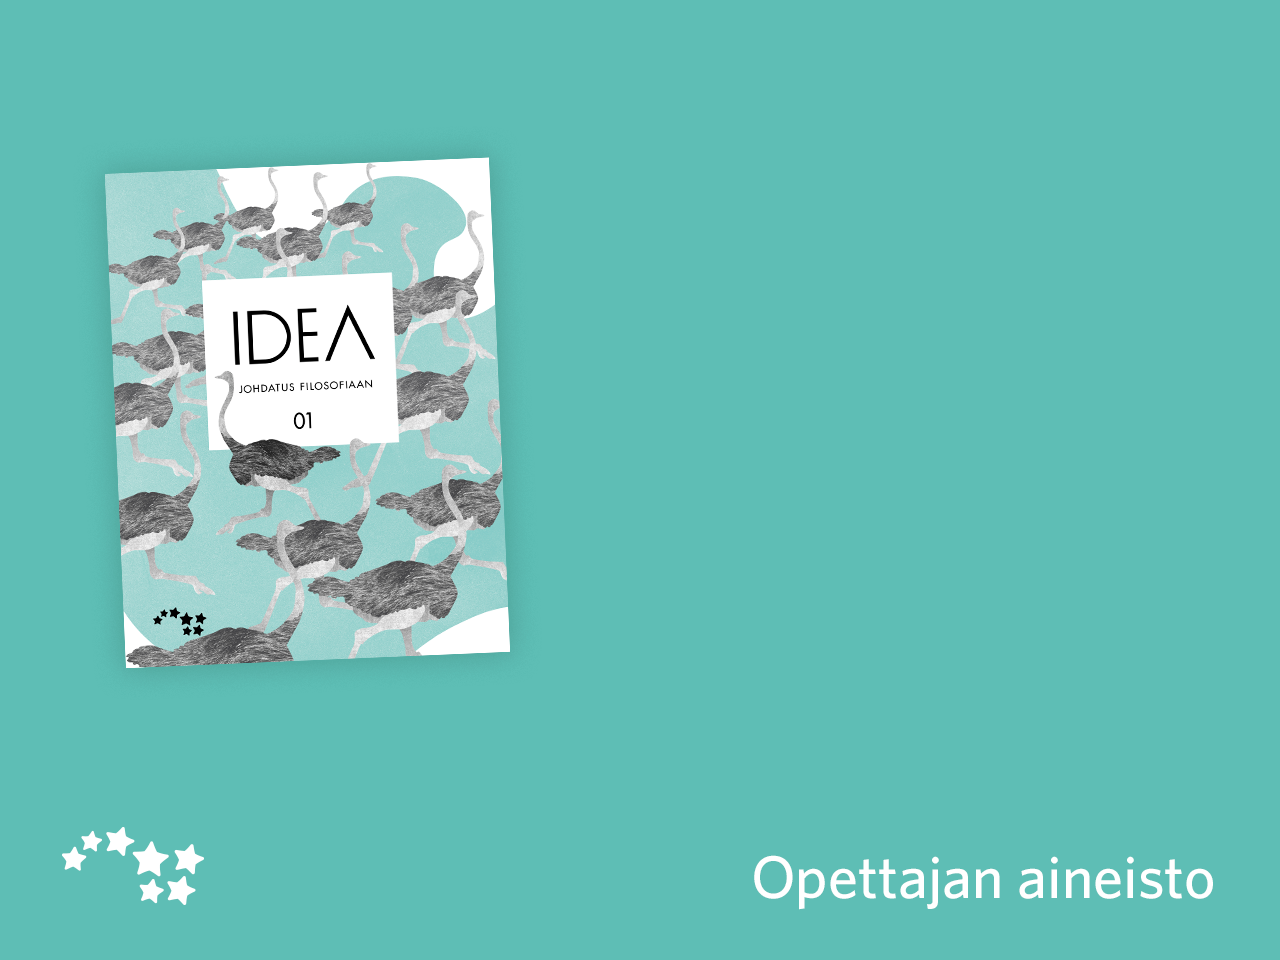 IDEA
JOHDATUS FILOSOFIAAN
01
Opettajan aineisto